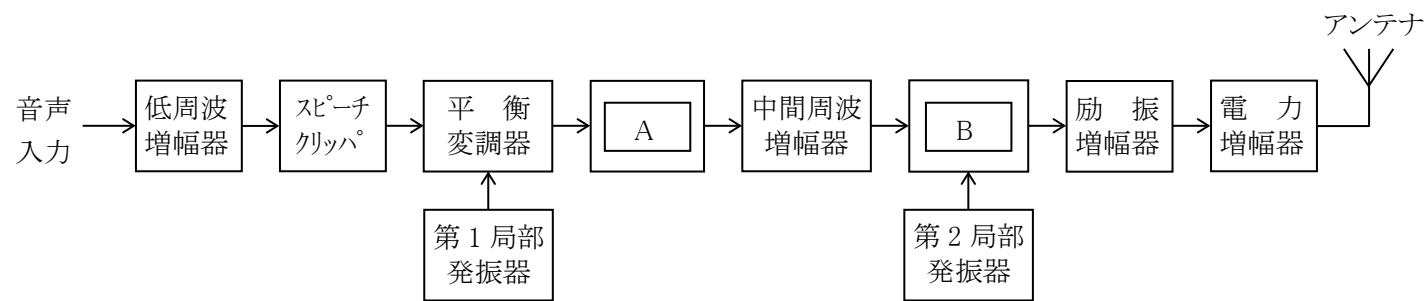 アンテナ
音声
入力
低周波
増幅器
スピーチ
クリッパ
平 衡
変調器
A
中間周波
増幅器
B
励 振
増幅器
電 力
増幅器
第1局部
発振器
第2局部
発振器